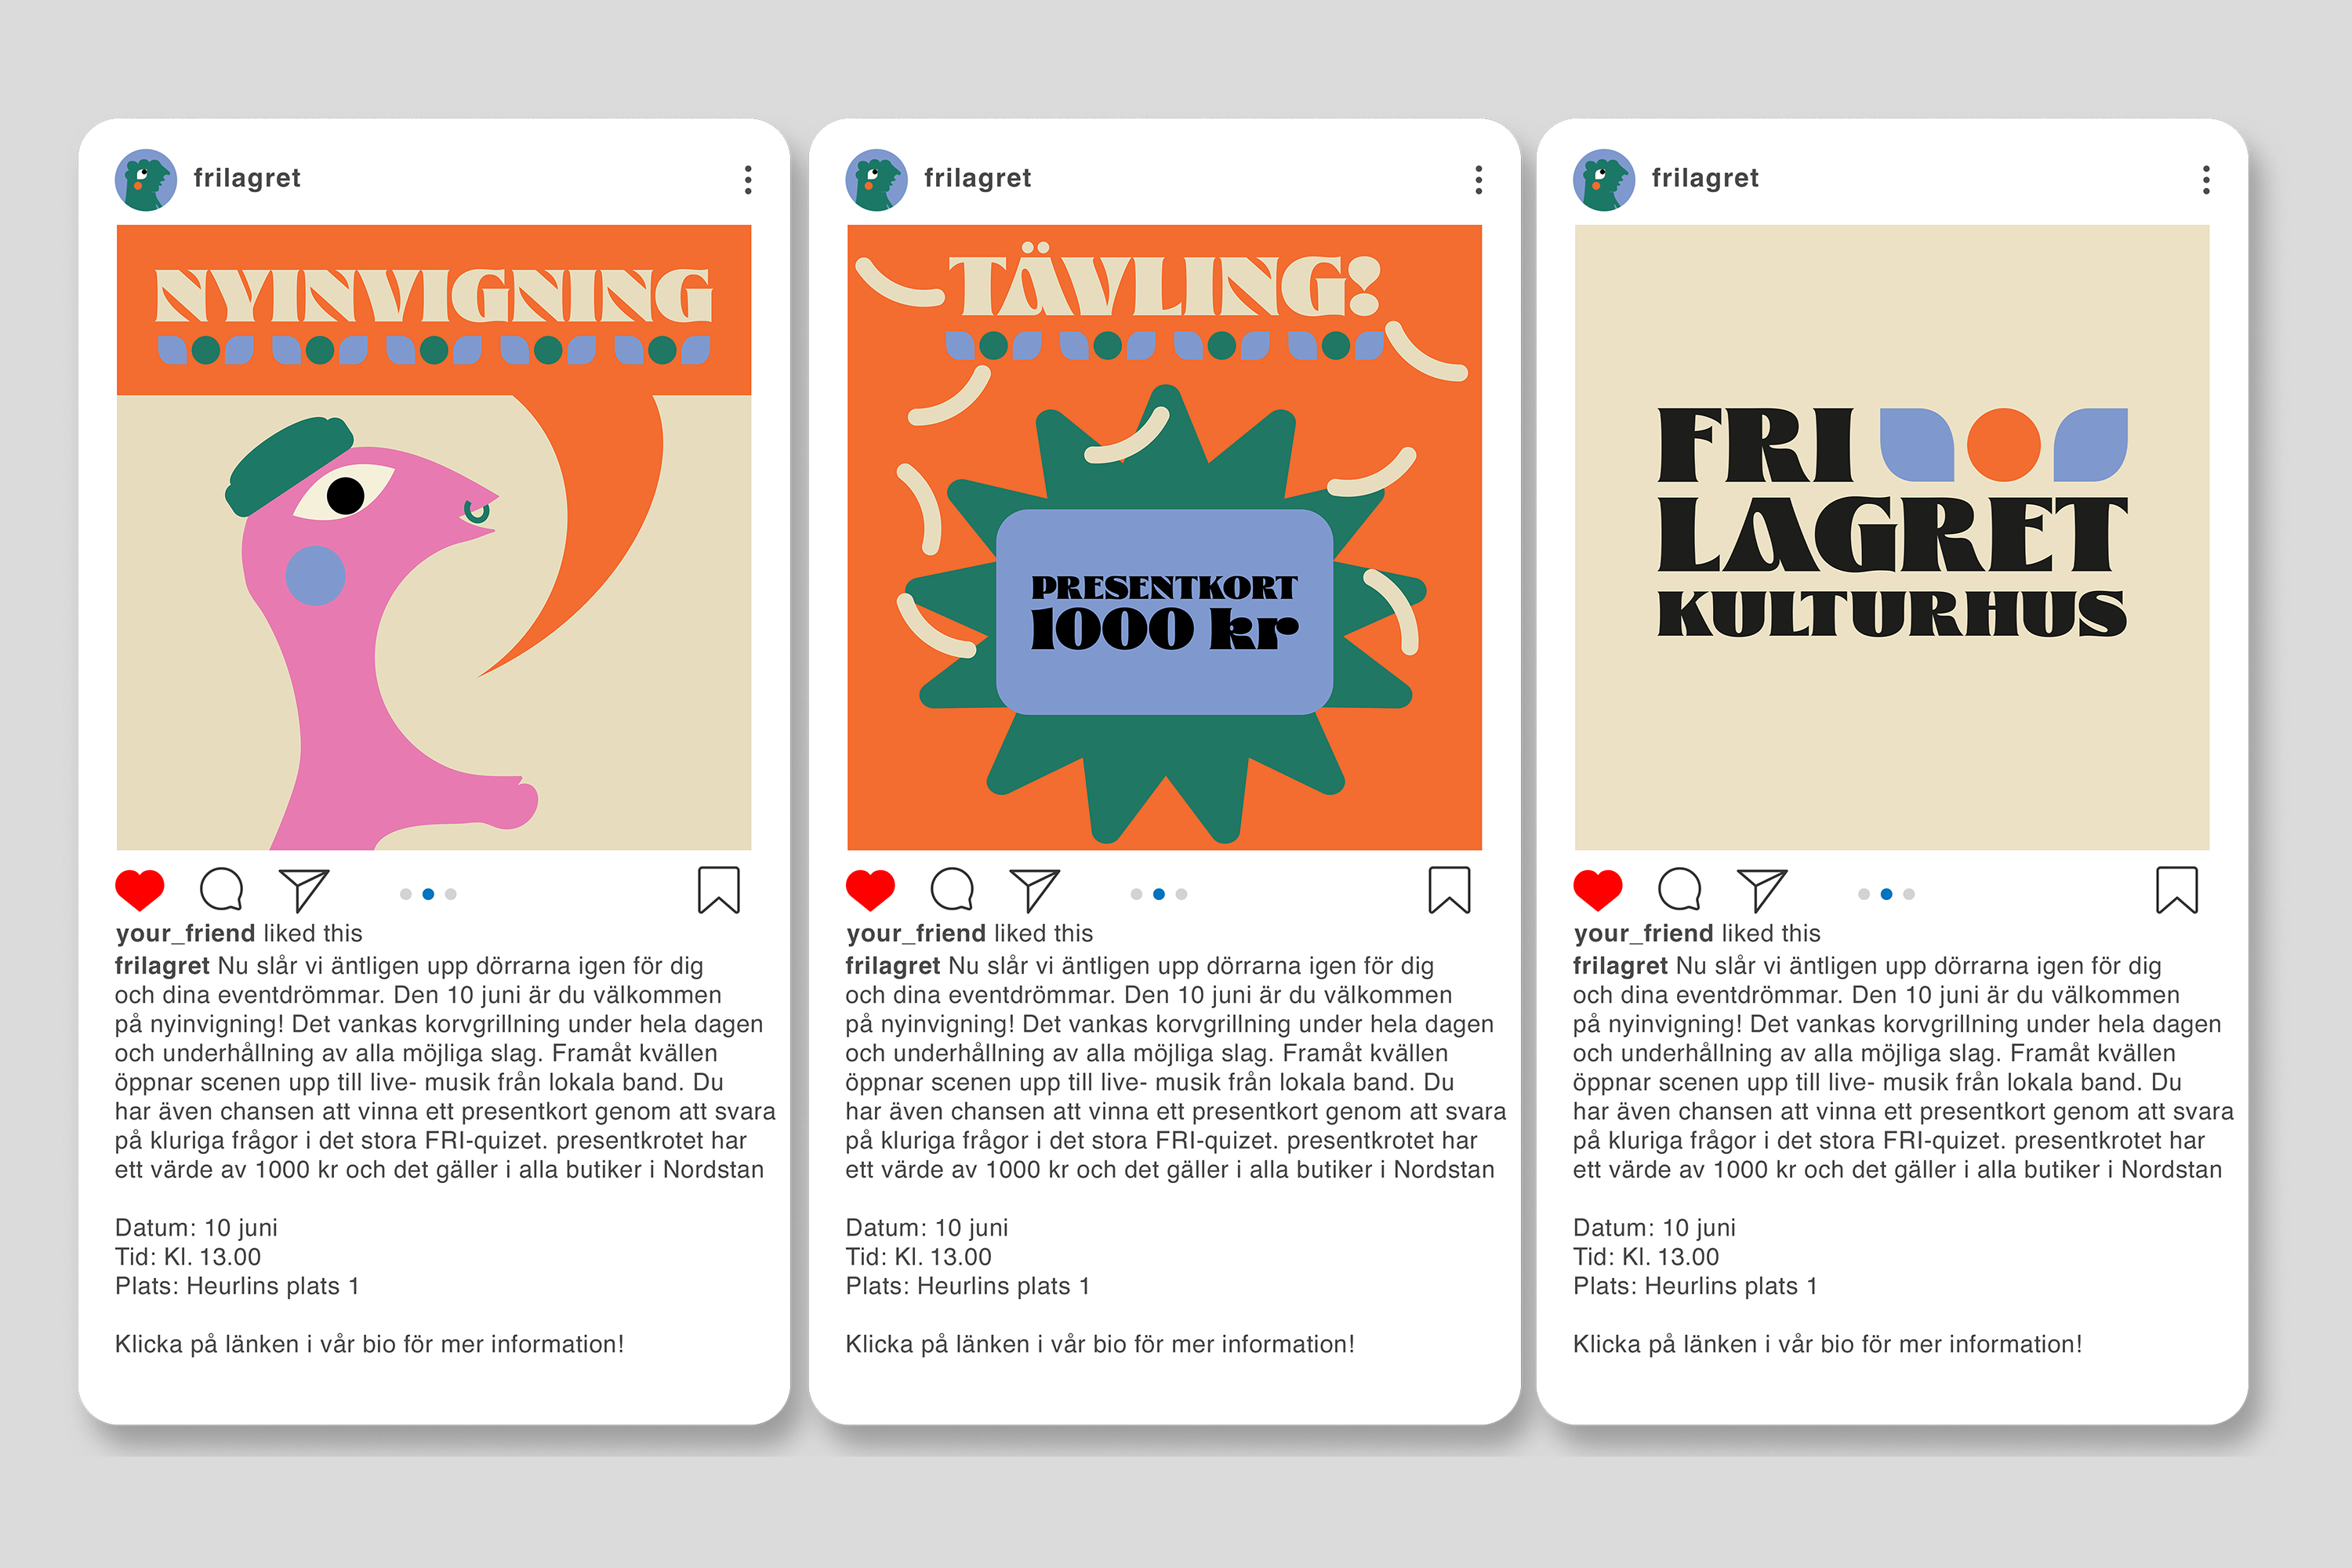 frilagret
NYINVIGNING
your_friend liked this
frilagret Nu slår vi äntligen upp dörrarna igen för dig
och dina eventdrömmar. Den 10 juni är du välkommen
på nyinvigning! Det vankas korvgrillning under hela dagen
och underhållning av alla möjliga slag. Framåt kvällen
öppnar scenen upp till live- musik från lokala band. Du
har även chansen att vinna ett presentkort genom att svara
på kluriga frågor i det stora FRI-quizet. presentkrotet har
ett värde av 1000 kr och det gäller i alla butiker i Nordstan
Datum: 10 juni
Tid: Kl. 13.00
Plats: Heurlins plats 1
Klicka på länken i vår bio för mer information!
frilagret
TÄVLING!
PRESENTKORT
1000 kr
your_friend liked this
frilagret Nu slår vi äntligen upp dörrarna igen för dig
och dina eventdrömmar. Den 10 juni är du välkommen
på nyinvigning! Det vankas korvgrillning under hela dagen
och underhållning av alla möjliga slag. Framåt kvällen
öppnar scenen upp till live- musik från lokala band. Du
har även chansen att vinna ett presentkort genom att svara
på kluriga frågor i det stora FRI-quizet. presentkrotet har
ett värde av 1000 kr och det gäller i alla butiker i Nordstan
Datum: 10 juni
Tid: Kl. 13.00
Plats: Heurlins plats 1
Klicka på länken i vår bio för mer information!
frilagret
FRI
LAGRET
KULTURHUS
your_friend liked this
frilagret Nu slår vi äntligen upp dörrarna igen för dig
och dina eventdrömmar. Den 10 juni är du välkommen
på nyinvigning! Det vankas korvgrillning under hela dagen
och underhållning av alla möjliga slag. Framåt kvällen
öppnar scenen upp till live- musik från lokala band. Du
har även chansen att vinna ett presentkort genom att svara
på kluriga frågor i det stora FRI-quizet. presentkrotet har
ett värde av 1000 kr och det gäller i alla butiker i Nordstan
Datum: 10 juni
Tid: Kl. 13.00
Plats: Heurlins plats 1
Klicka på länken i vår bio för mer information!